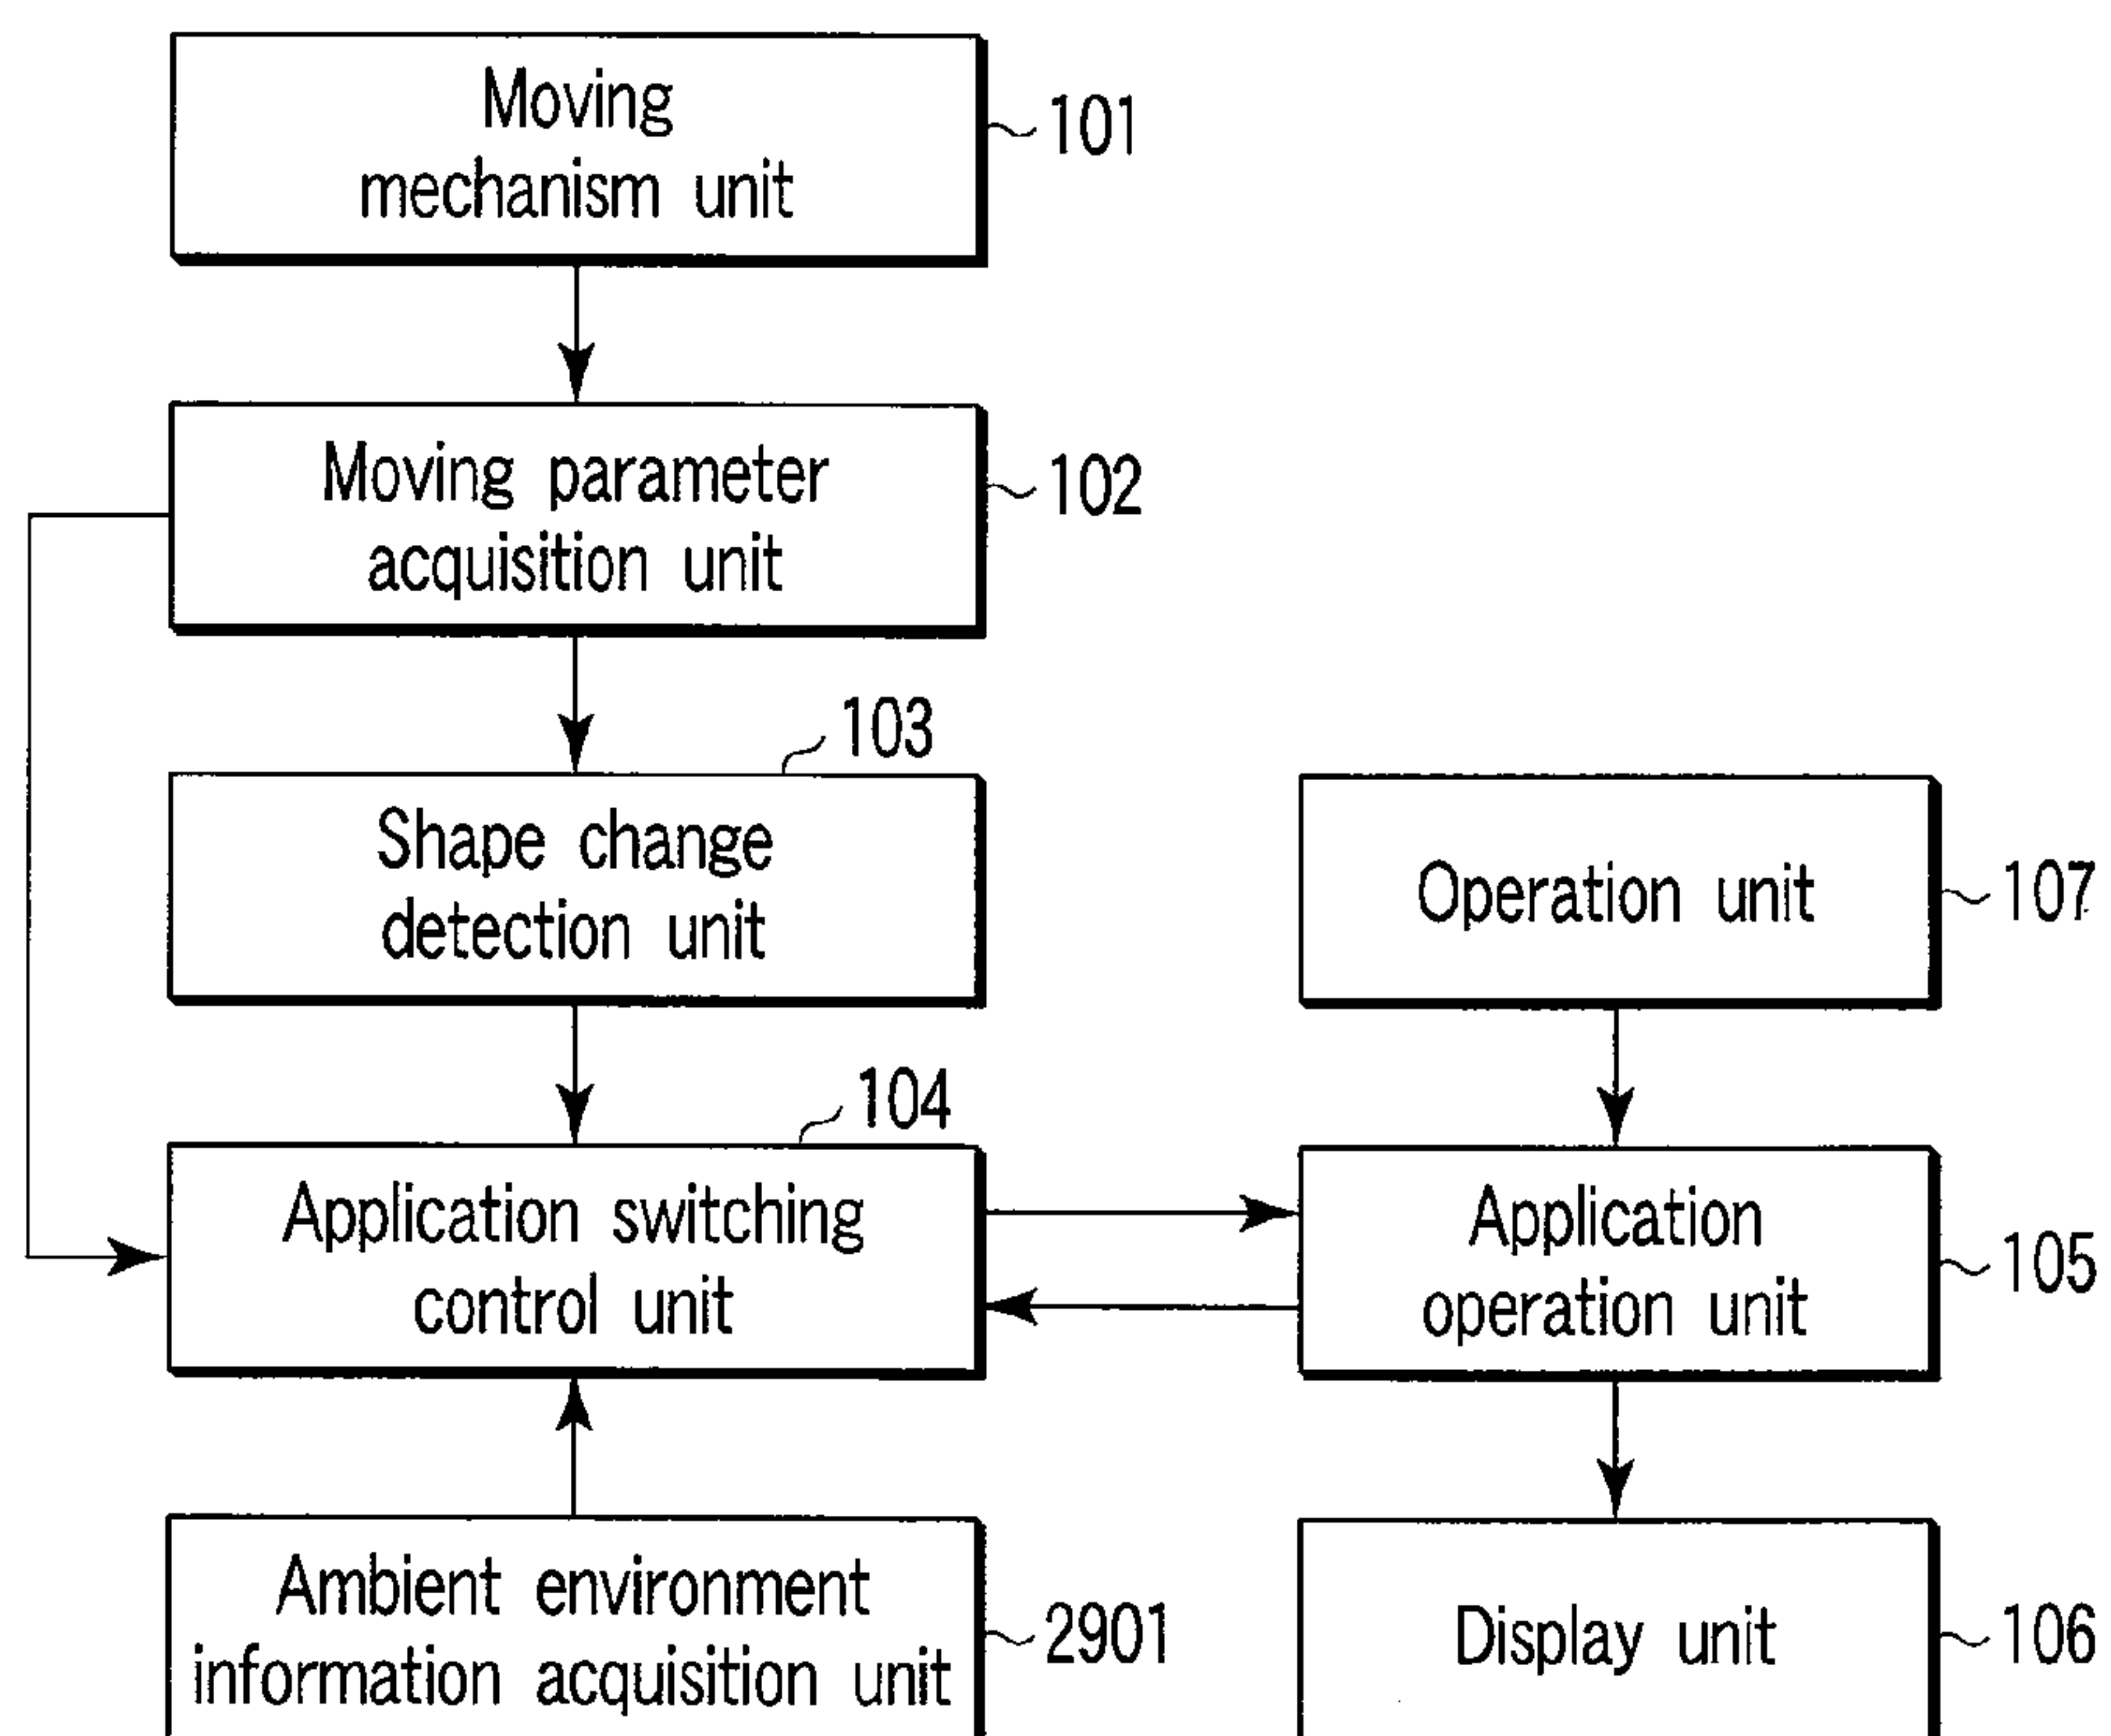 Moving
mechanism unit
101
Moving parameter
acquisition unit
102
103
Shape change
detection unit
Operation unit
107
104
Application switching
control unit
Application
operation unit
105
Ambient environment
information acquisition unit
2901
Display unit
106